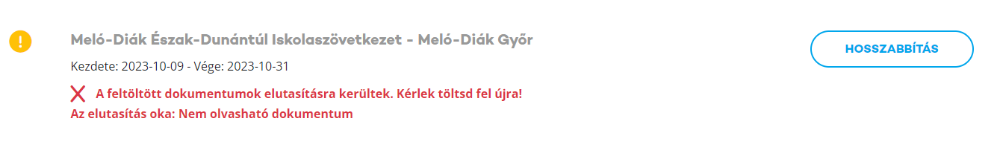 Meló-Diák Észak-Dunántúl Iskolaszövetkezet - Meló-Diák Győr
HOSSZABBÍTÁS
Kezdete: 2023-10-09 - Vége: 2023-10-31
A feltöltött dokumentumok elutasításra kerültek. Kérlek töltsd fel újra!
Az elutasítás oka: Nem olvasható dokumentum